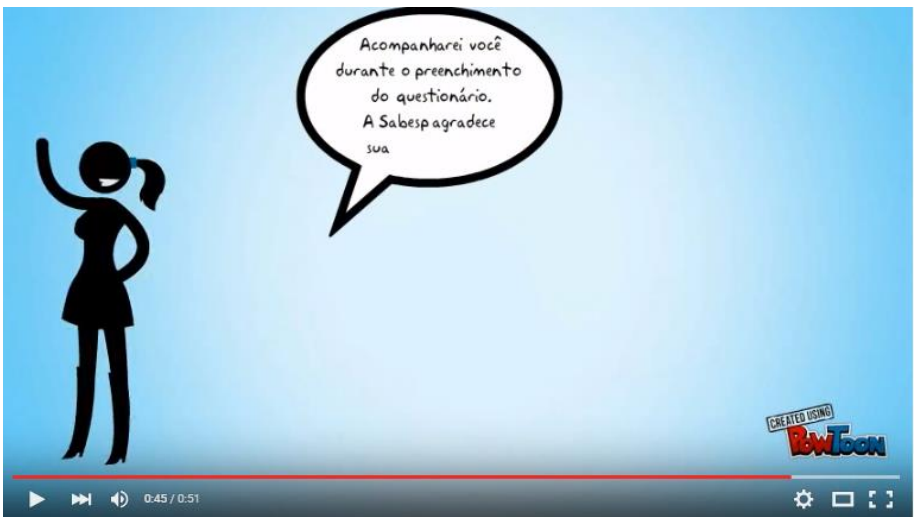 Acompanharei você
durante o preenchimento
do questionário.
A Sabesp agradece
sua
CREATED USING
POWTOON
0:45 / 0:51